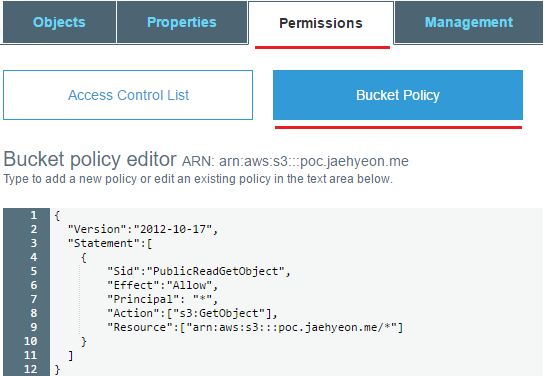 Objects Properties Permissions Management
Access Control List Bucket Policy
Bucket policy editor ARN: arn:aws:s3:::poc.jaehyeon.me
Type to add a new policy or edit an existing policy in the text area below.
1 {
2 "Version":"2012-10-17",
3 "Statement":[
4 {
5 "Sid":"PublicReadGetObject",
6 "Effect":"Allow",
7 "Principal": "*",
8 "Action":["s3:GetObject"],
9 "Resource":["arn:aws:s3:::poc.jaehyeon.me/*"]
10 }
11 ]
12 }